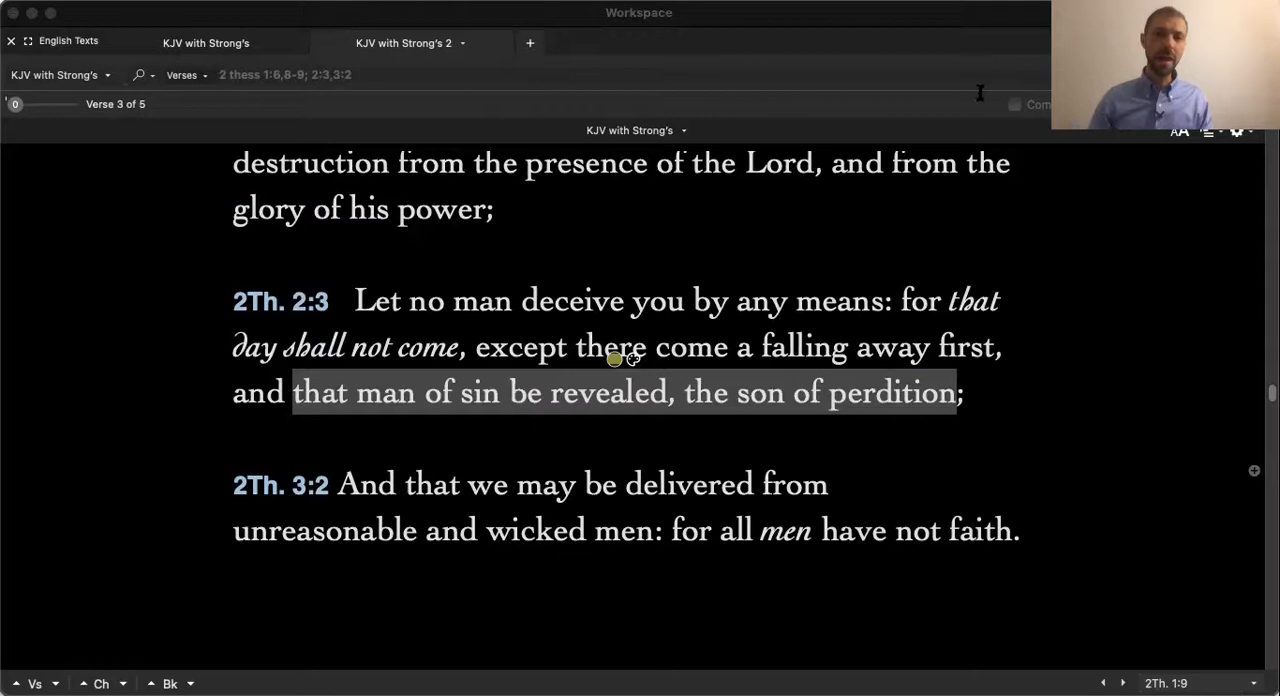 Workspace
English Texts KJV with Strong's KJV with Strong's 2 +
KJV with Strong's Verses 2 thess 1:6,8-9; 2:3,3:2
0 Verse 3 of 5 Com
KJV with Strong's AA
destruction from the presence of the Lord, and from the
glory of his power;
2Th. 2:3 Let no man deceive you by any means: for that
day shall not come, except there come a falling away first,
and that man of sin be revealed, the son of perdition;
2Th. 3:2 And that we may be delivered from
unreasonable and wicked men: for all men have not faith.
Vs Ch Bk 2Th. 1:9